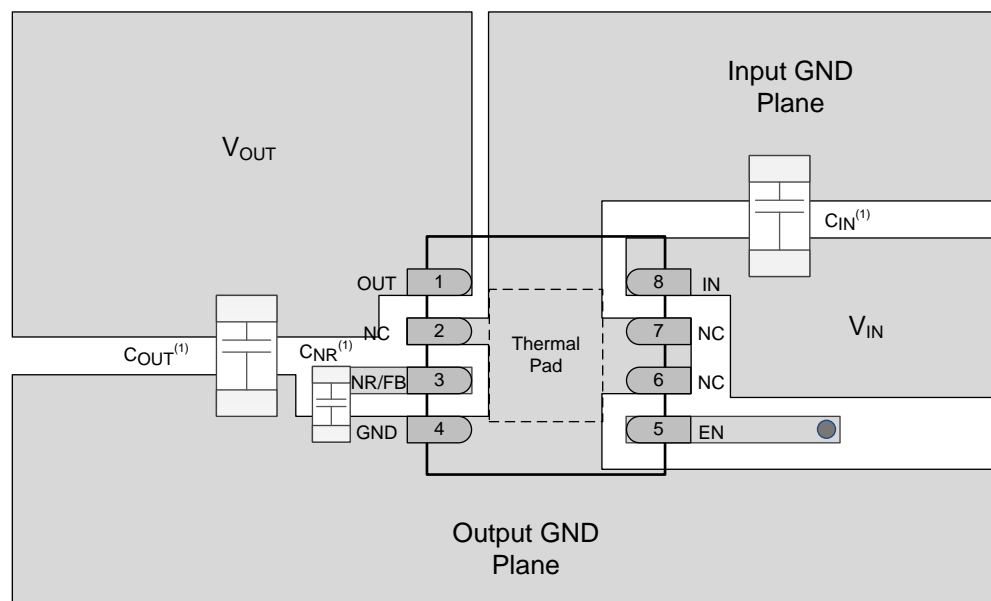 Input GND
Plane
VOUT
CIN(1)
OUT 1 8 IN
NC 2 7 NC
VIN
COUT(1)
CNR(1)
Thermal
Pad
NR/FB 3 6 NC
GND 4 5 EN
Output GND
Plane